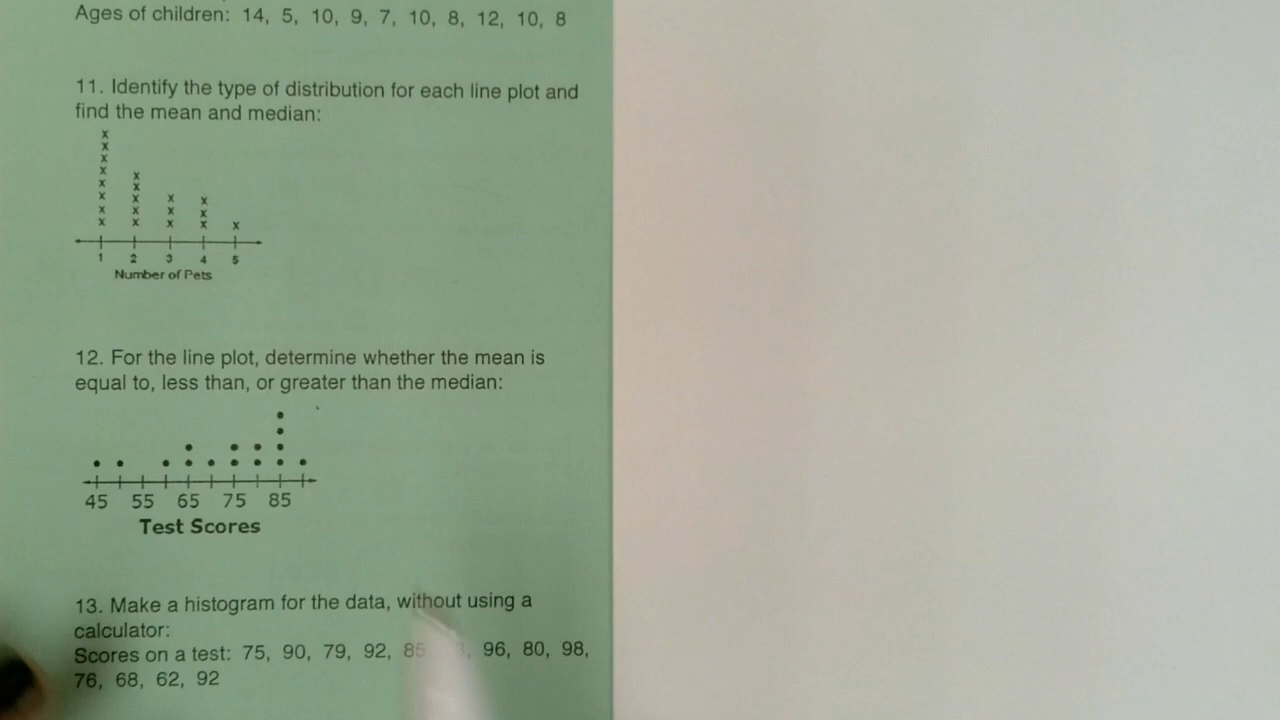 Ages of children: 14, 5, 10, 9, 7, 10, 8, 12, 10, 8
11. Identify the type of distribution for each line plot and
find the mean and median:
1 2 3 4 5
Number of Pets
12. For the line plot, determine whether the mean is
equal to, less than, or greater than the median:
45 55 65 75 85
Test Scores
13. Make a histogram for the data, without using a
calculator:
Scores on a test: 75, 90, 79, 92, 85 96, 80, 98,
76, 68, 62, 92